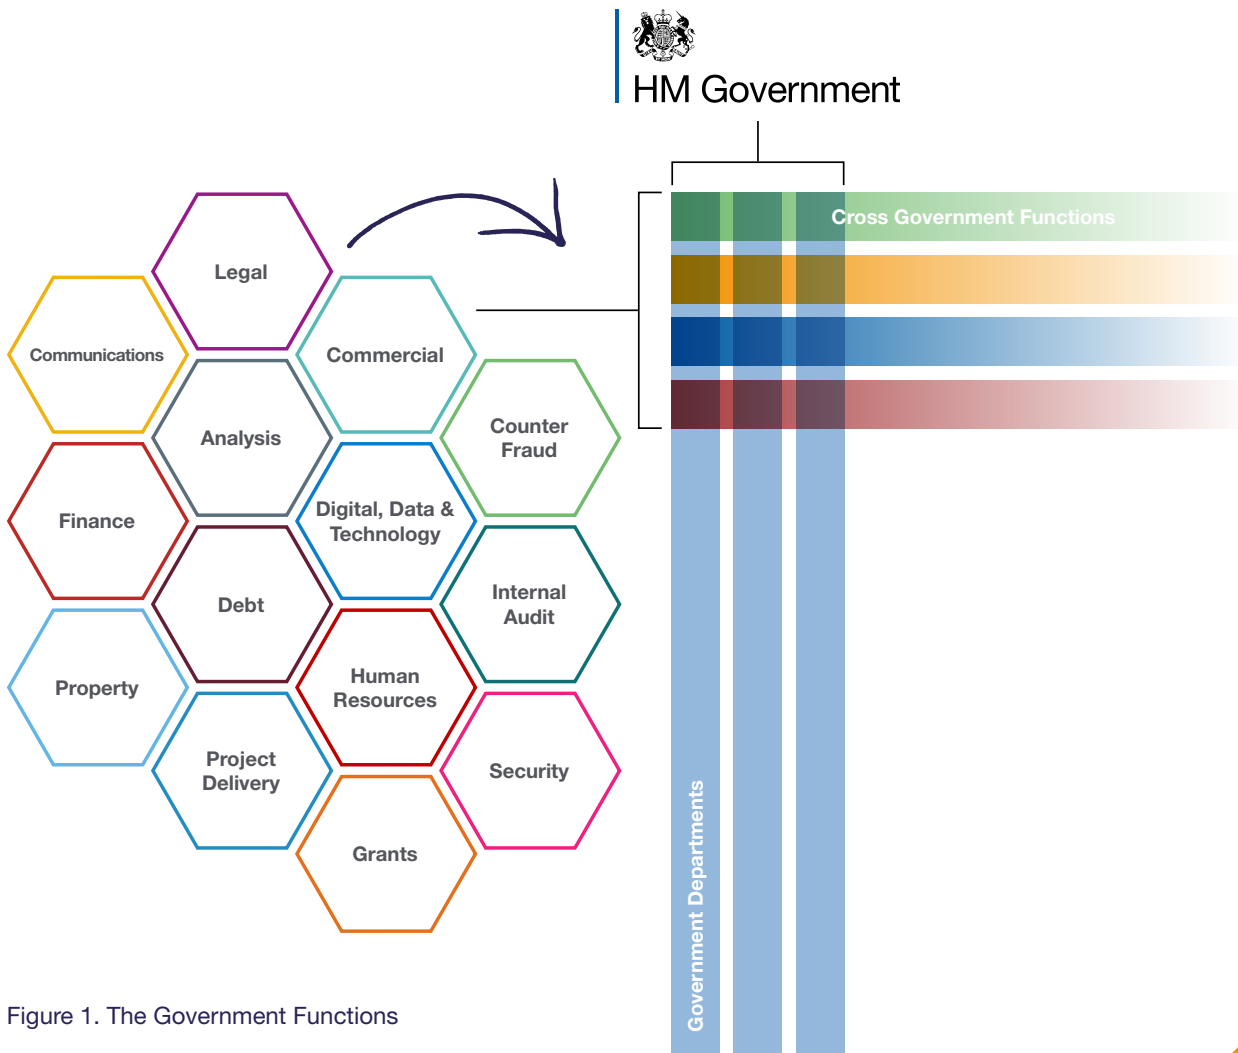 HM Government
Cross Government Functions
Legal
Communications
Commercial
Analysis
Counter
Fraud
Finance
Digital, Data &
Technology
Debt
Internal
Audit
Property
Human
Resources
Project
Delivery
Security
Grants
Government Departments
Figure 1. The Government Functions